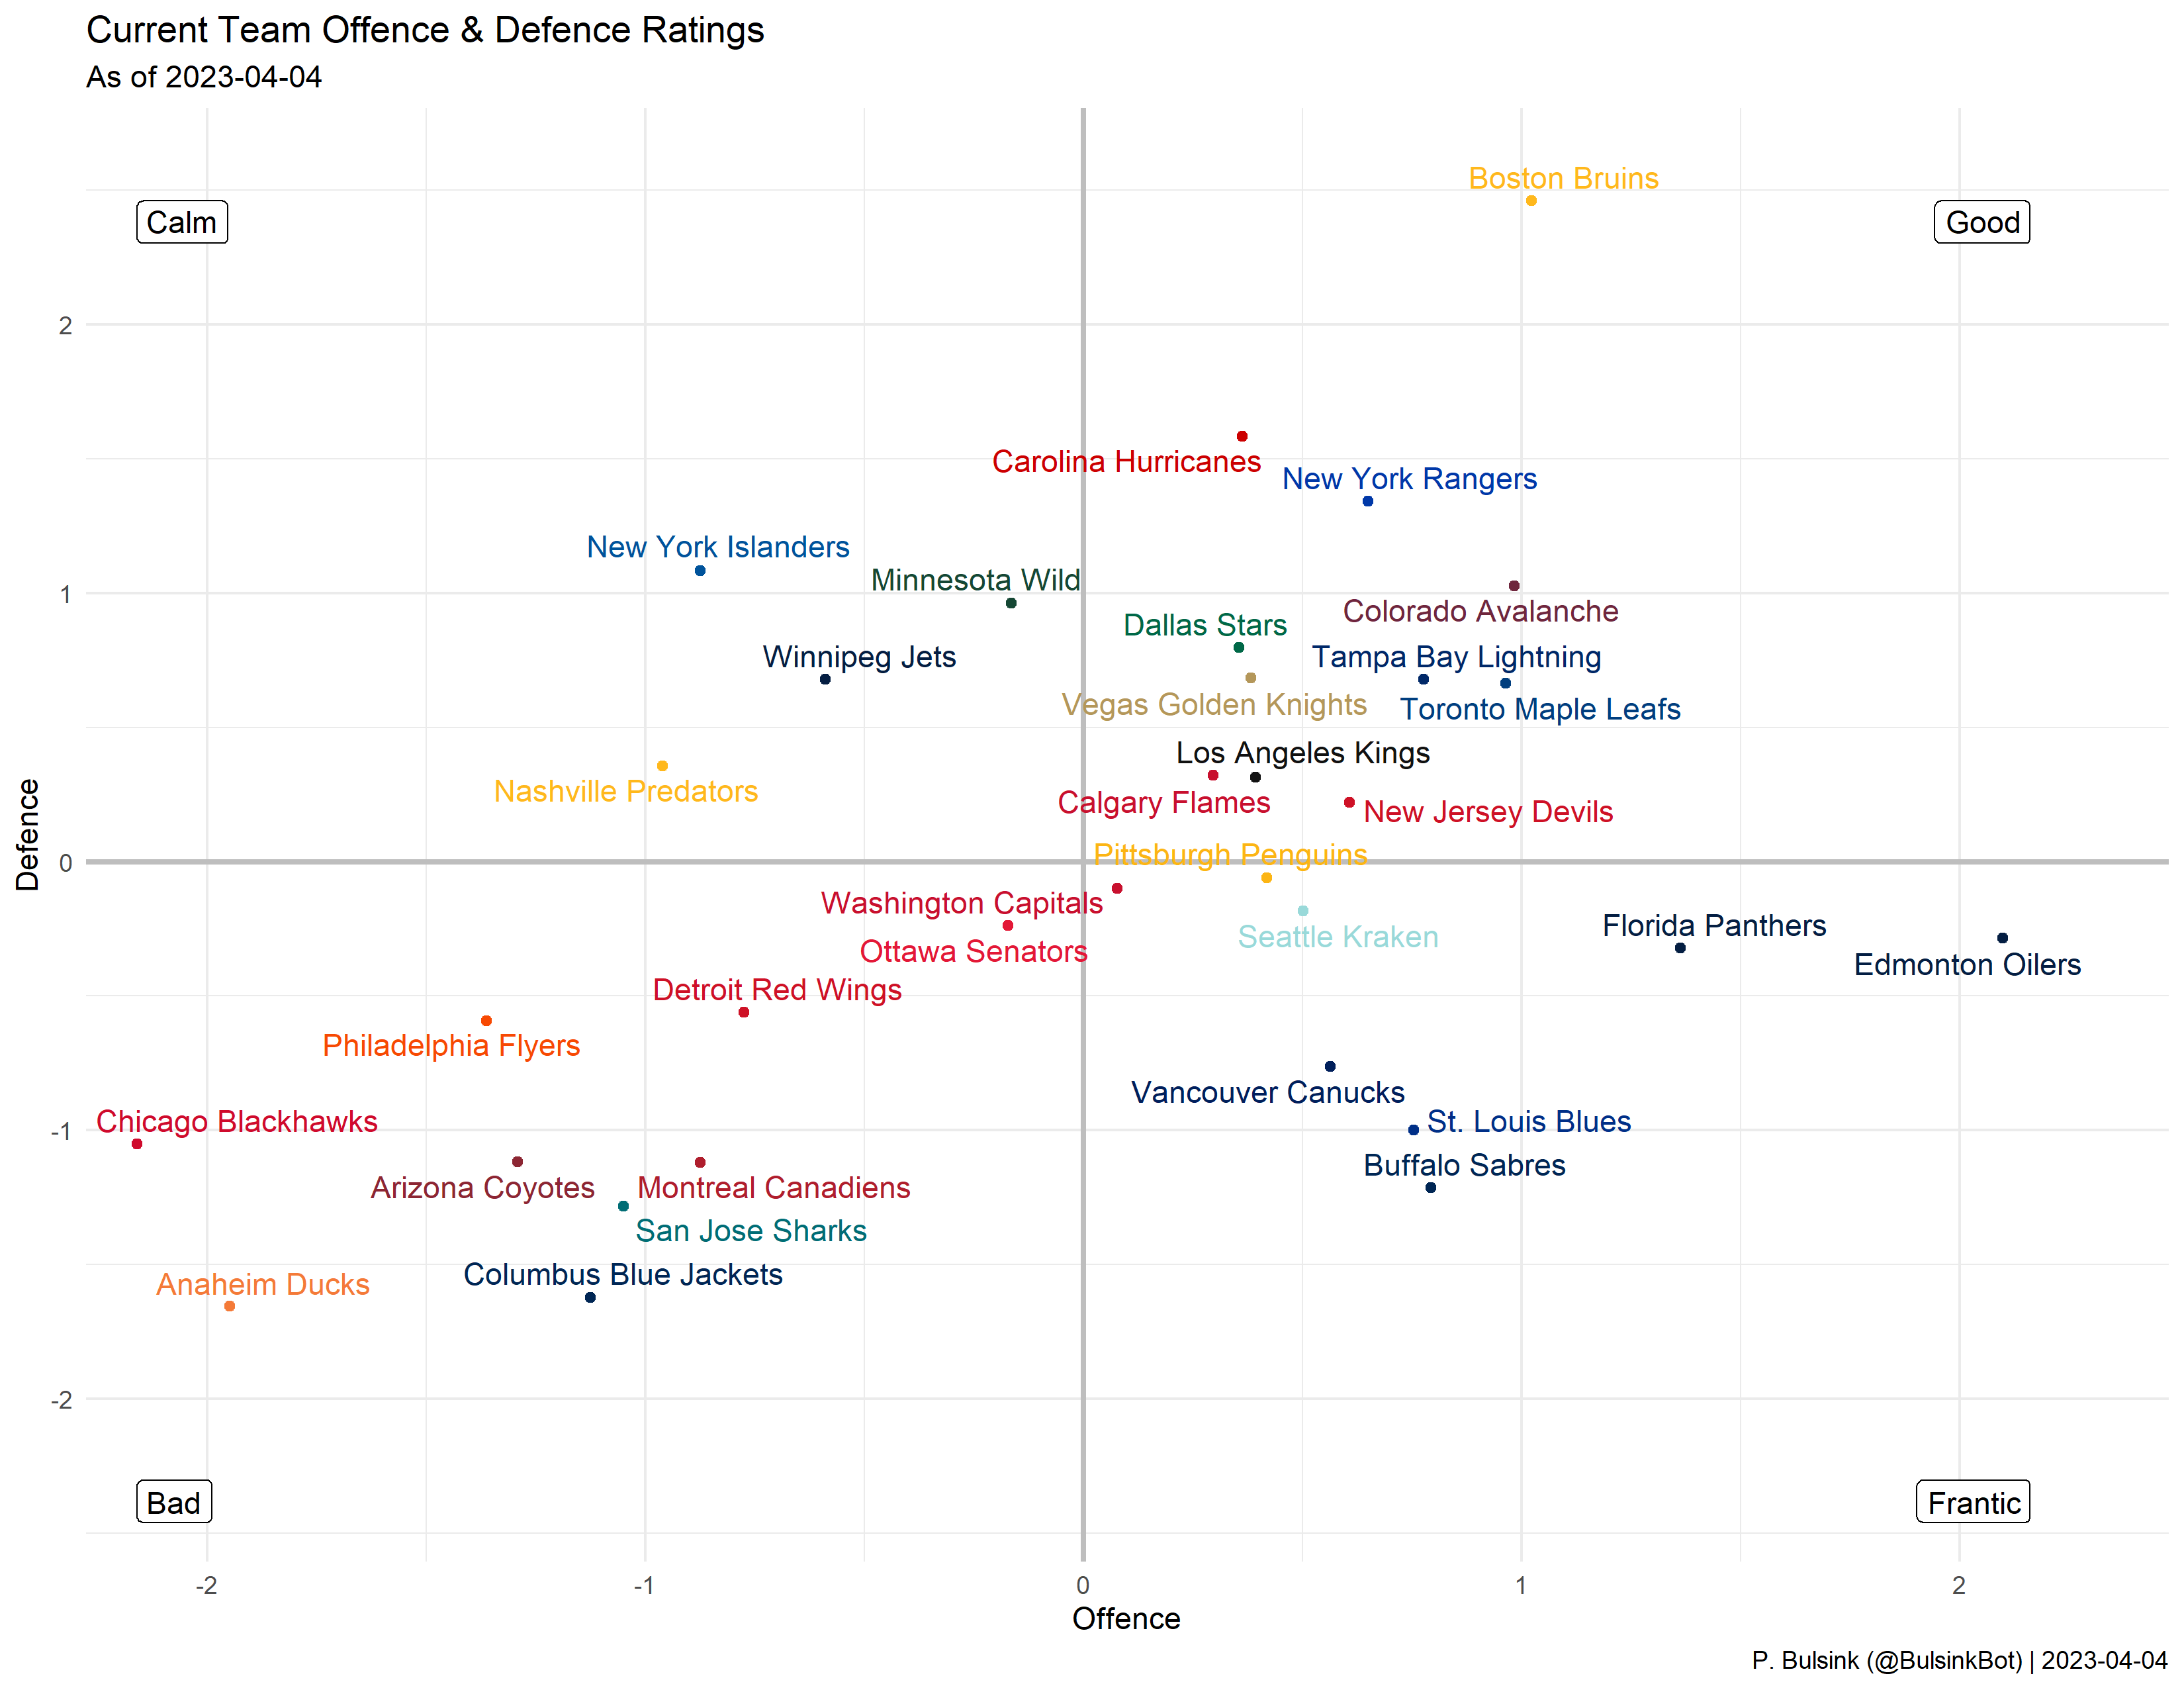 Current Team Offence & Defence Ratings
As of 2023-04-04
Boston Bruins
Calm
Good
2
Carolina Hurricanes
New York Rangers
New York Islanders
Minnesota Wild
1
Colorado Avalanche
Dallas Stars
Winnipeg Jets
Tampa Bay Lightning
Vegas Golden Knights
Toronto Maple Leafs
Los Angeles Kings
Nashville Predators
Calgary Flames
New Jersey Devils
Defence
Pittsburgh Penguins
0
Washington Capitals
Florida Panthers
Seattle Kraken
Ottawa Senators
Edmonton Oilers
Detroit Red Wings
Philadelphia Flyers
Vancouver Canucks
Chicago Blackhawks
St. Louis Blues
-1
Buffalo Sabres
Arizona Coyotes
Montreal Canadiens
San Jose Sharks
Columbus Blue Jackets
Anaheim Ducks
-2
Bad
Frantic
-2
-1
0
1
2
Offence
P. Bulsink (@BulsinkBot) | 2023-04-04